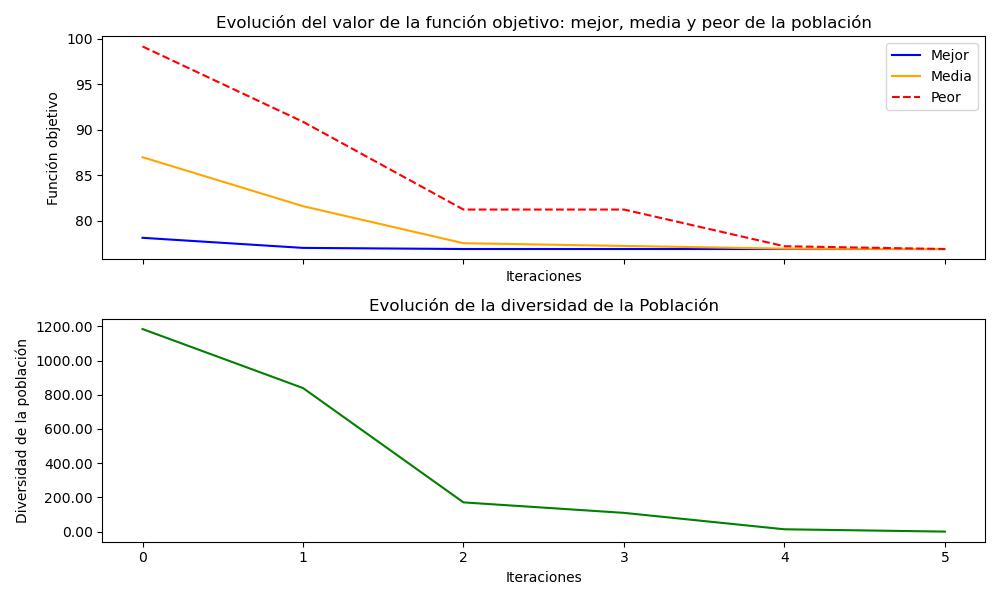 Evolución del valor de la función objetivo: mejor, media y peor de la población
100
95
90
85
80
Función objetivo
Mejor
Media
Peor
Iteraciones
Evolución de la diversidad de la Población
1200.00
1000.00
800.00
600.00
400.00
200.00
0.00
Diversidad de la población
0 1 2 3 4 5
Iteraciones